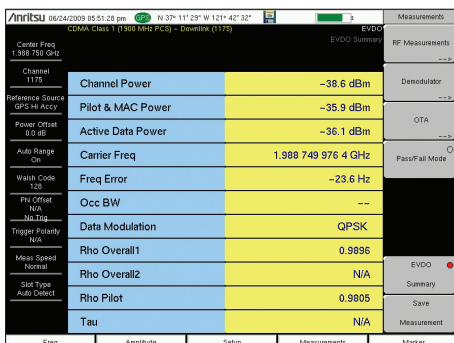 Anritsu 06/24/2009 05:51:28 pm GPS N 37° 11' 29" W 121° 42' 32"
CDMA Class 1 (1900 MHz PCS) - Downlink (1175)
EVDO
EVDO Summary
Center Freq
1.988 750 GHz
Channel
1175
Reference Source
GPS Hi Accy
Power Offset
0.0 dB
Auto Range
On
Walsh Code
128
PN Offset
N/A
No Trig
Trigger Polarity
N/A
Meas Speed
Normal
Slot Type
Auto Detect
Channel Power -38.6 dBm
Pilot & MAC Power -35.9 dBm
Active Data Power -36.1 dBm
Carrier Freq 1.988 749 976 4 GHz
Freq Error -23.6 Hz
Occ BW --
Data Modulation QPSK
Rho Overall1 0.9896
Rho Overall2 N/A
Rho Pilot 0.9805
Tau N/A
Measurements
RF Measurements
-->
Demodulator
-->
OTA
-->
Pass/Fail Mode
EVDO
Summary
Save
Measurement
Freq Amplitude Setup Measurements Marker